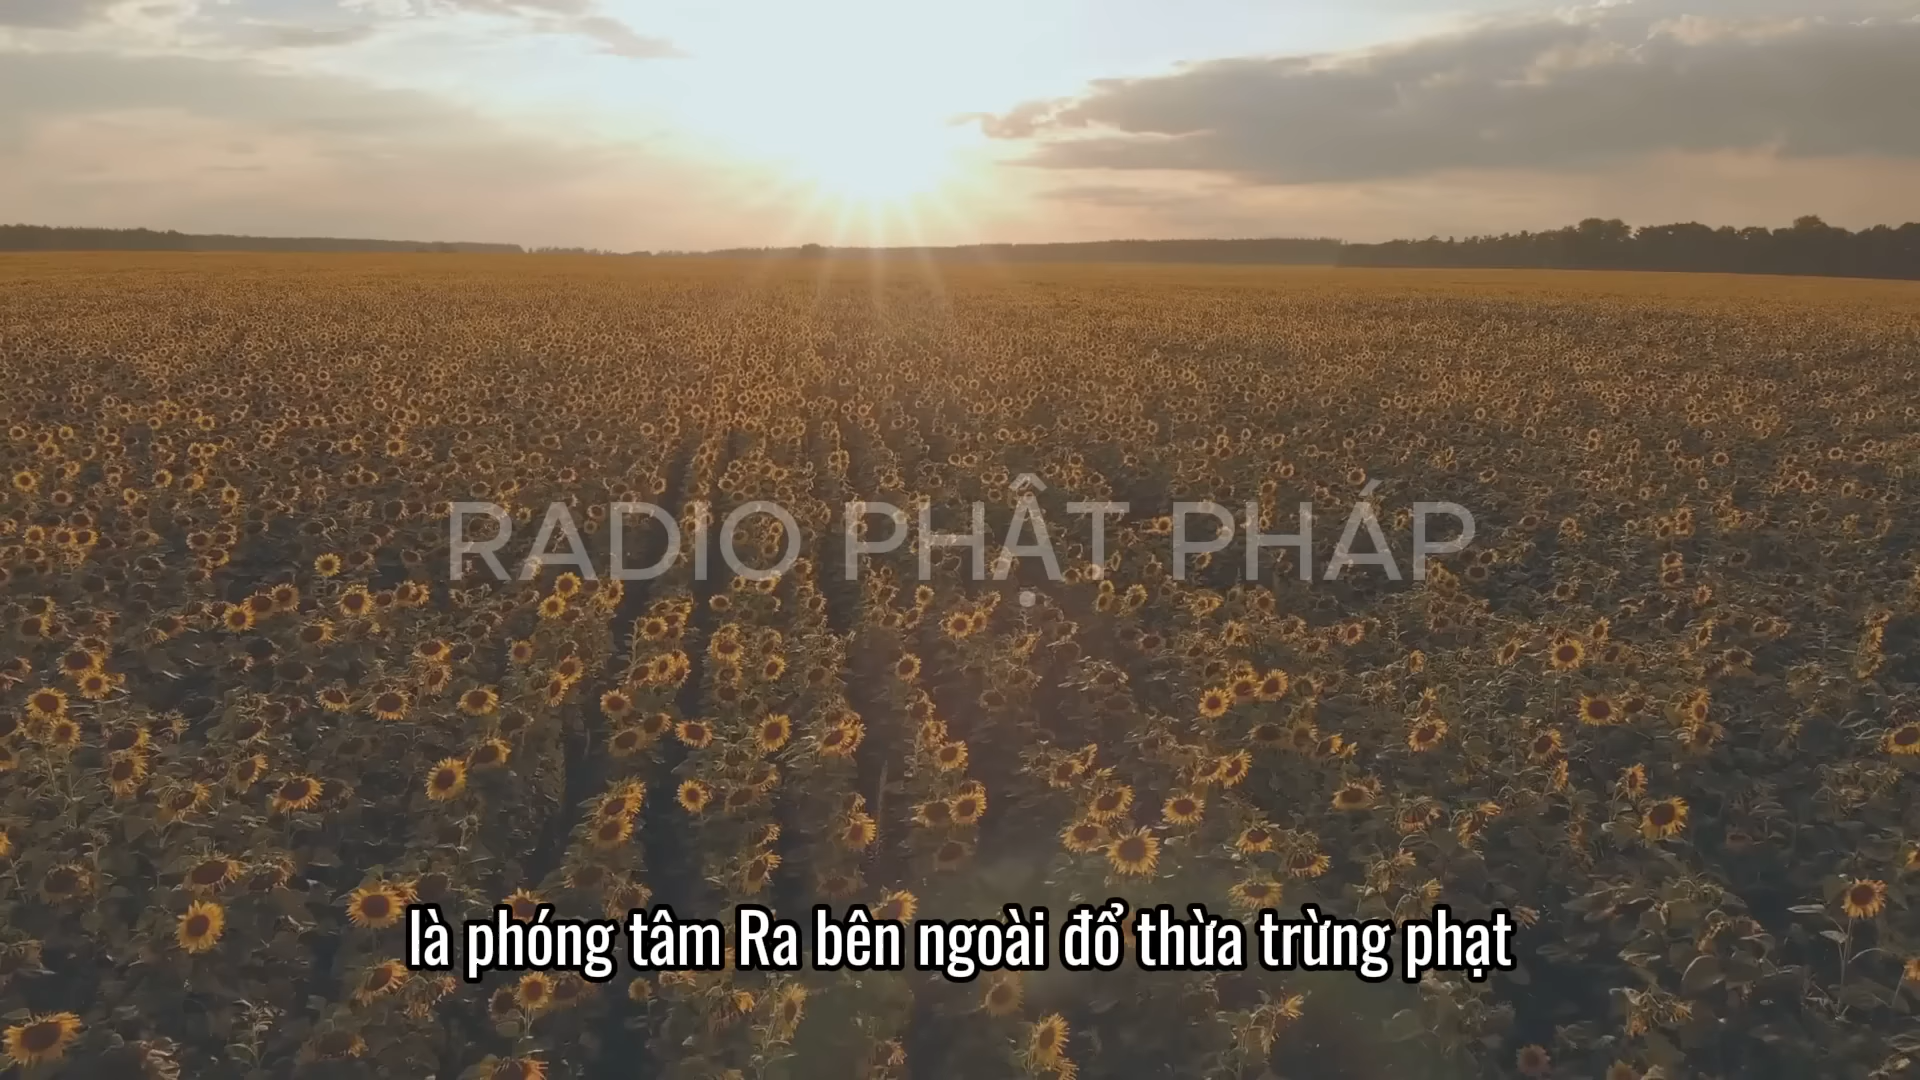 RADIO PHẬT PHÁP
là phóng tâm Ra bên ngoài đổ thừa trừng phạt